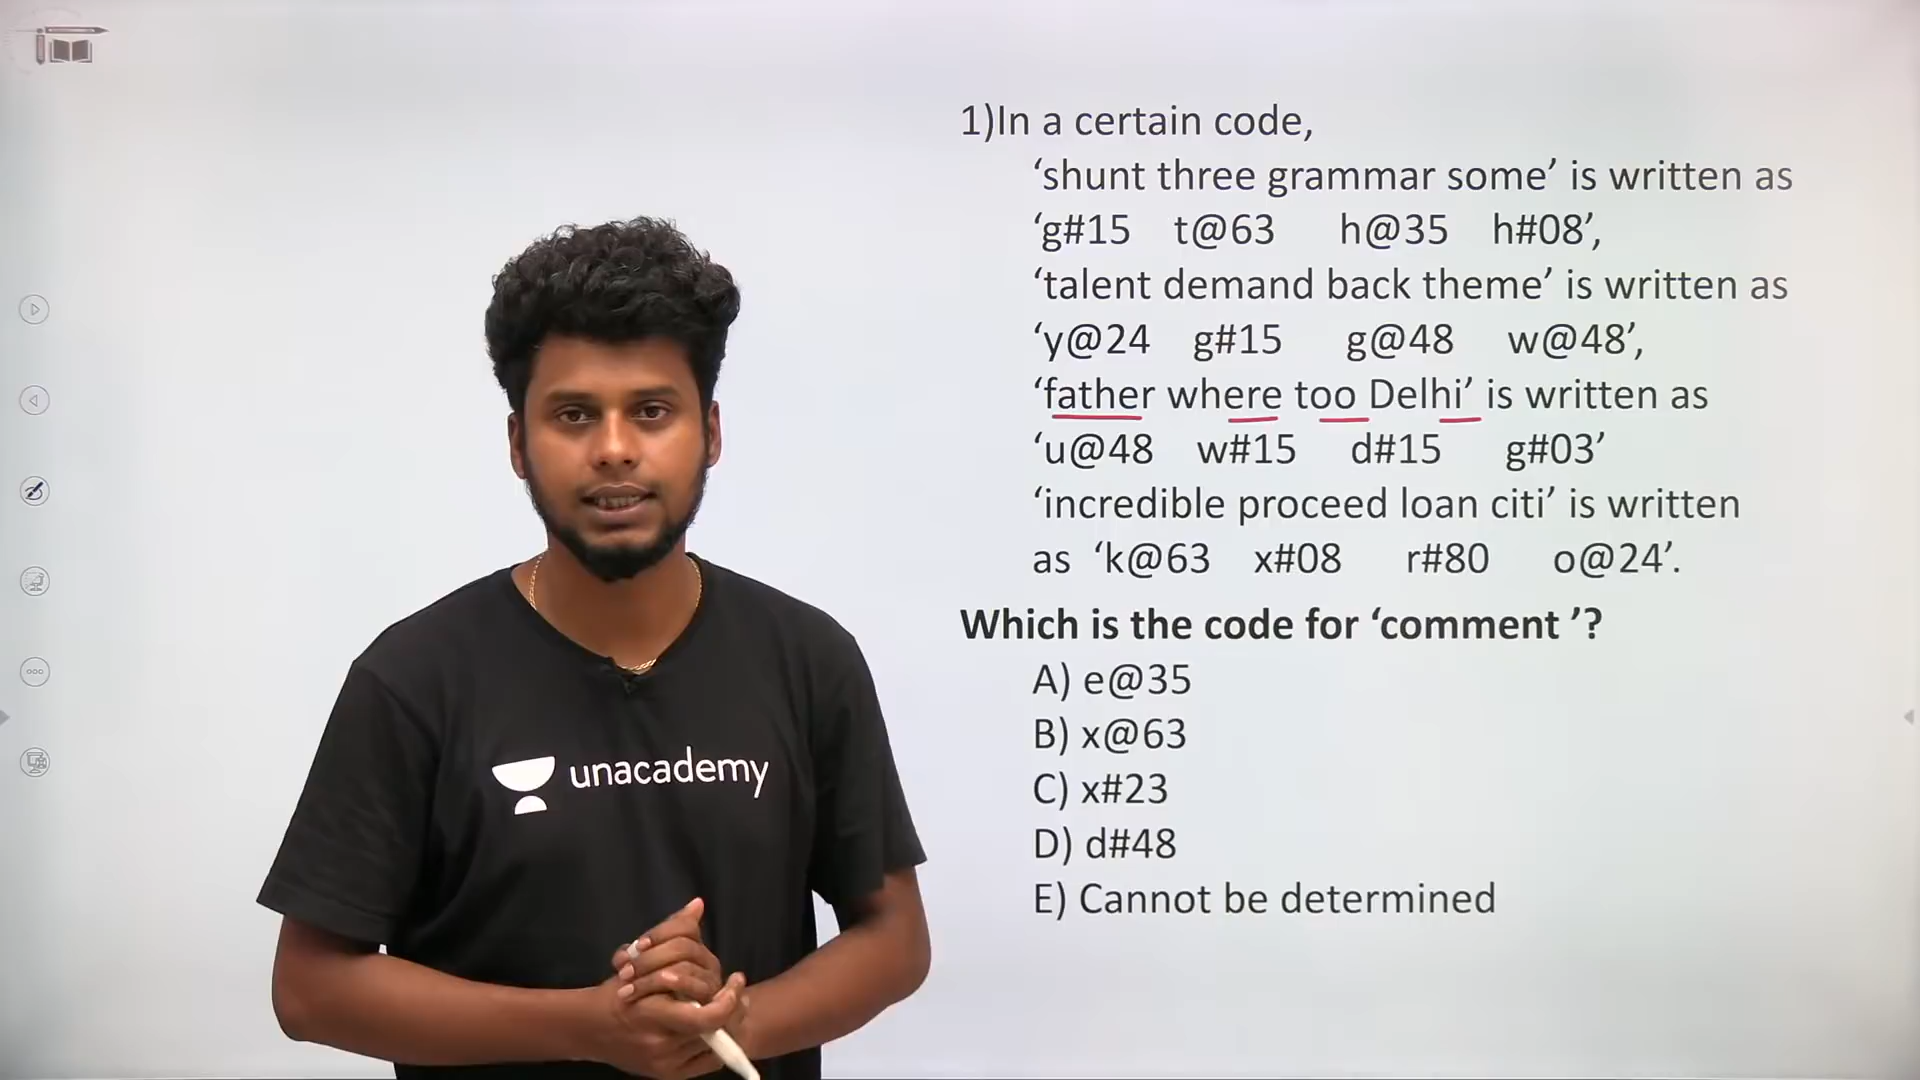 1)In a certain code,
‘shunt three grammar some’ is written as
‘g#15 t@63 h@35 h#08’,
‘talent demand back theme’ is written as
‘y@24 g#15 g@48 w@48’,
‘father where too Delhi’ is written as
‘u@48 w#15 d#15 g#03’
‘incredible proceed loan citi’ is written
as ‘k@63 x#08 r#80 o@24’.
Which is the code for ‘comment ’?
A) e@35
B) x@63
C) x#23
D) d#48
E) Cannot be determined
unacademy